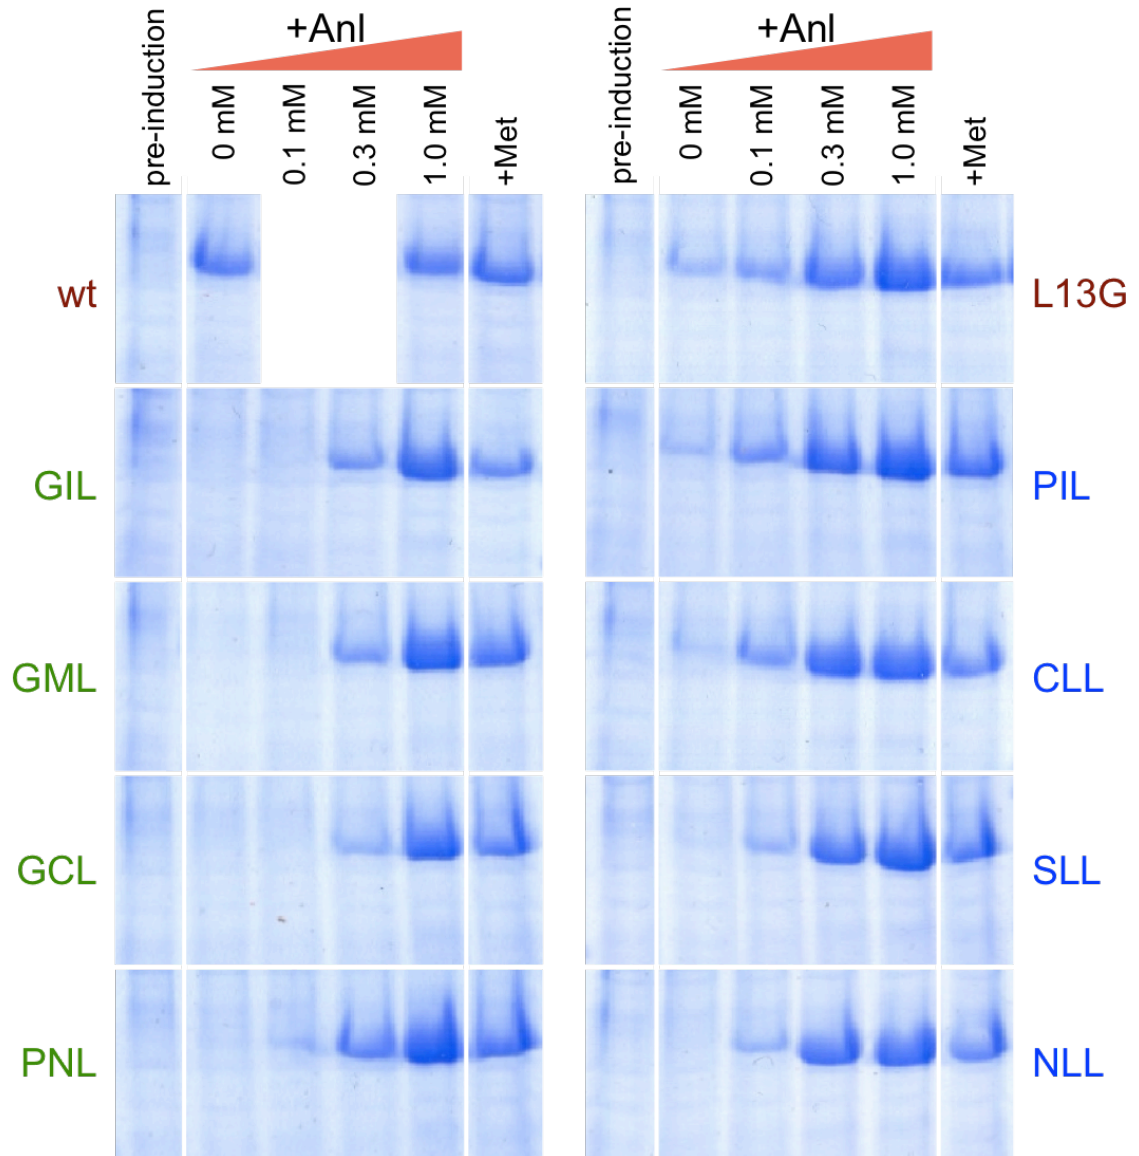 +Anl
+Anl
pre-induction
0 mM
0.1 mM
0.3 mM
1.0 mM
+Met
pre-induction
0 mM
0.1 mM
0.3 mM
1.0 mM
+Met
wt
L13G
GIL
PIL
GML
CLL
GCL
SLL
PNL
NLL